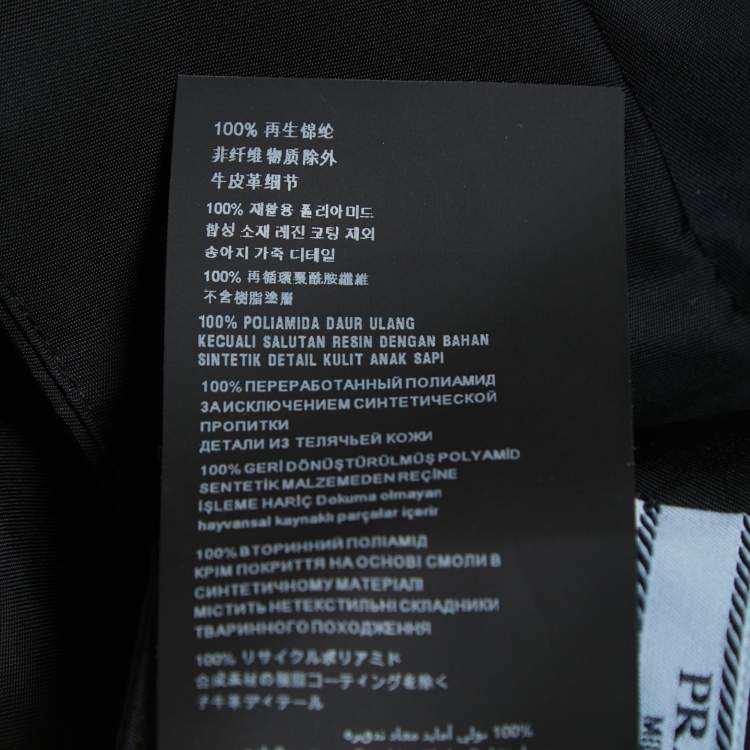 100% 再生锦纶
非纤维物质除外
牛皮革细节
100% 재활용 폴리아미드
합성 소재 레진 코팅 제외
송아지 가죽 디테일
100% 再循環聚酰胺纖維
不含樹脂塗層
100% POLIAMIDA DAUR ULANG
KECUALI SALUTAN RESIN DENGAN BAHAN
SINTETIK DETAIL KULIT ANAK SAPI
100% ПЕРЕРАБОТАННЫЙ ПОЛИАМИД
ЗА ИСКЛЮЧЕНИЕМ СИНТЕТИЧЕСКОЙ
ПРОПИТКИ
ДЕТАЛИ ИЗ ТЕЛЯЧЬЕЙ КОЖИ
100% GERİ DÖNÜŞTÜRÜLMÜŞ POLYAMİD
SENTETİK MALZEMEDEN REÇİNE
İŞLEME HARİÇ Dokuma olmayan
hayvansal kaynaklı parçalar içerir
100% ВТОРИННИЙ ПОЛІАМІД
КРІМ ПОКРИТТЯ НА ОСНОВІ СМОЛИ В
СИНТЕТИЧНОМУ МАТЕРІАЛІ
МІСТИТЬ НЕТЕКСТИЛЬНІ СКЛАДНИКИ
ТВАРИННОГО ПОХОДЖЕННЯ
100% リサイクルポリアミド
合成素材の樹脂コーティングを除く
子牛革ディテール
100% بولي أمايد معاد تدويره
PR
MI